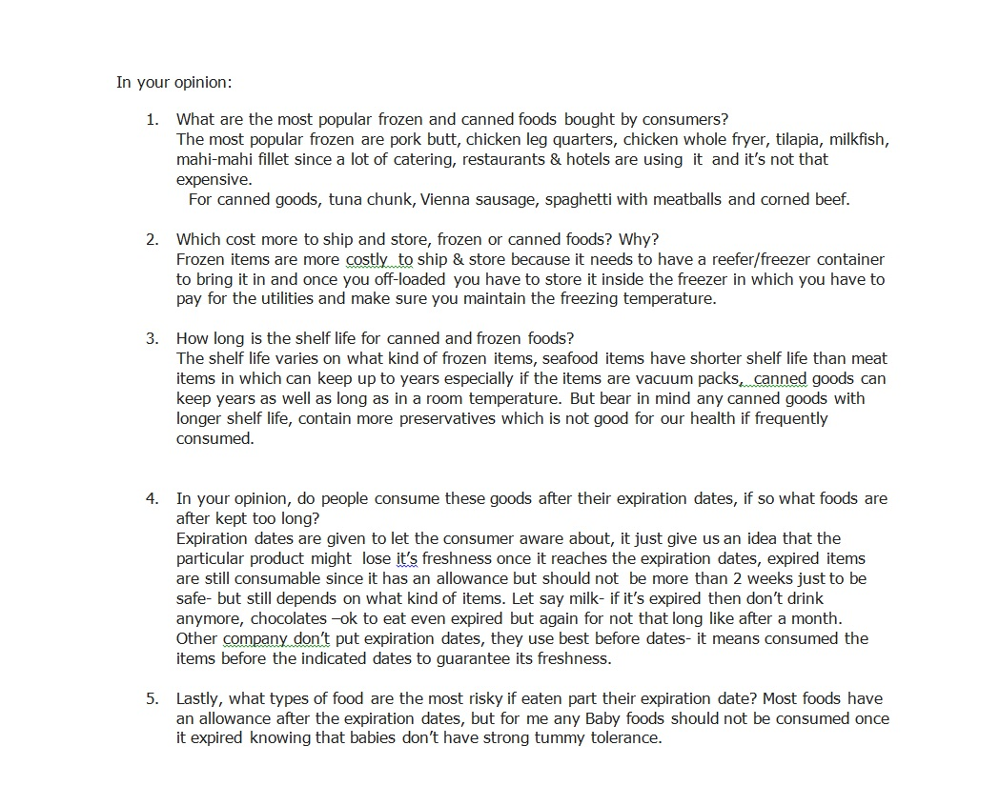 In your opinion:
1. What are the most popular frozen and canned foods bought by consumers?
The most popular frozen are pork butt, chicken leg quarters, chicken whole fryer, tilapia, milkfish,
mahi-mahi fillet since a lot of catering, restaurants & hotels are using it and it's not that
expensive.
For canned goods, tuna chunk, Vienna sausage, spaghetti with meatballs and corned beef.
2. Which cost more to ship and store, frozen or canned foods? Why?
Frozen items are more costly to ship & store because it needs to have a reefer/freezer container
to bring it in and once you off-loaded you have to store it inside the freezer in which you have to
pay for the utilities and make sure you maintain the freezing temperature.
3. How long is the shelf life for canned and frozen foods?
The shelf life varies on what kind of frozen items, seafood items have shorter shelf life than meat
items in which can keep up to years especially if the items are vacuum packs, canned goods can
keep years as well as long as in a room temperature. But bear in mind any canned goods with
longer shelf life, contain more preservatives which is not good for our health if frequently
consumed.
4. In your opinion, do people consume these goods after their expiration dates, if so what foods are
after kept too long?
Expiration dates are given to let the consumer aware about, it just give us an idea that the
particular product might lose it's freshness once it reaches the expiration dates, expired items
are still consumable since it has an allowance but should not be more than 2 weeks just to be
safe- but still depends on what kind of items. Let say milk- if it's expired then don't drink
anymore, chocolates –ok to eat even expired but again for not that long like after a month.
Other company don't put expiration dates, they use best before dates- it means consumed the
items before the indicated dates to guarantee its freshness.
5. Lastly, what types of food are the most risky if eaten part their expiration date? Most foods have
an allowance after the expiration dates, but for me any Baby foods should not be consumed once
it expired knowing that babies don't have strong tummy tolerance.